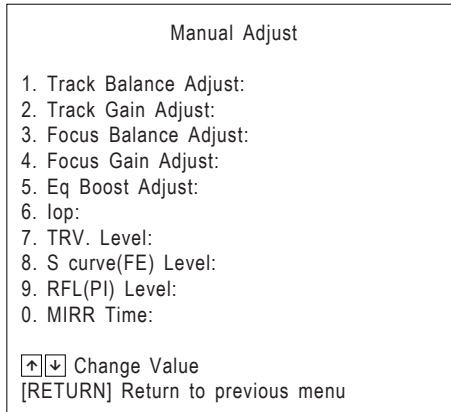 Manual Adjust
1. Track Balance Adjust:
2. Track Gain Adjust:
3. Focus Balance Adjust:
4. Focus Gain Adjust:
5. Eq Boost Adjust:
6. Iop:
7. TRV. Level:
8. S curve(FE) Level:
9. RFL(PI) Level:
0. MIRR Time:
↑↓ Change Value
[RETURN] Return to previous menu